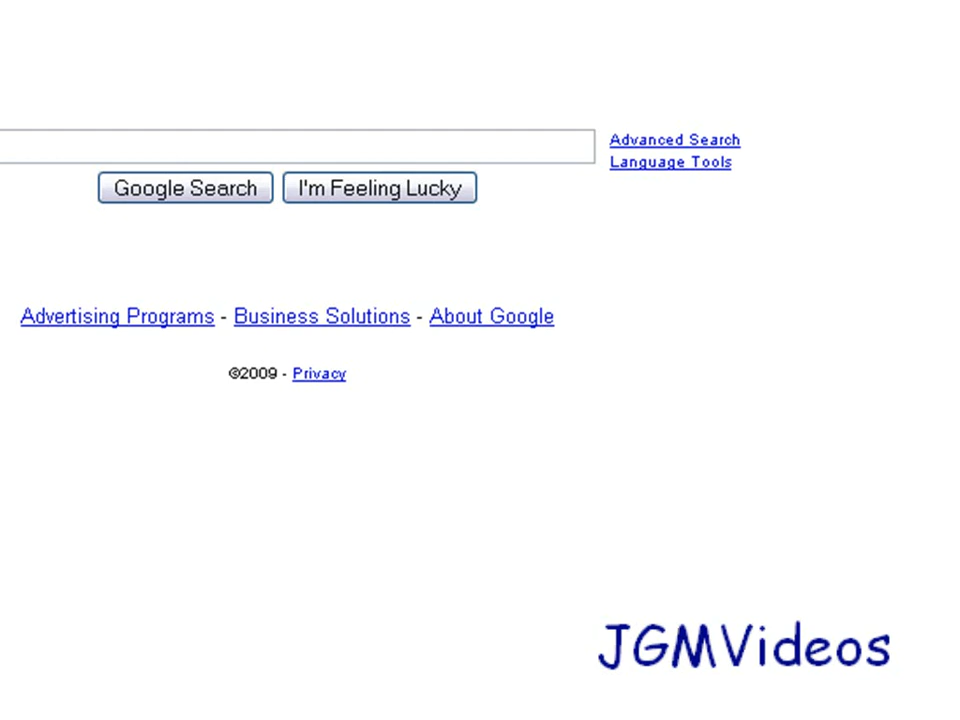 Advanced Search
Language Tools
Google Search I'm Feeling Lucky
Advertising Programs - Business Solutions - About Google
©2009 - Privacy
JGMVideos